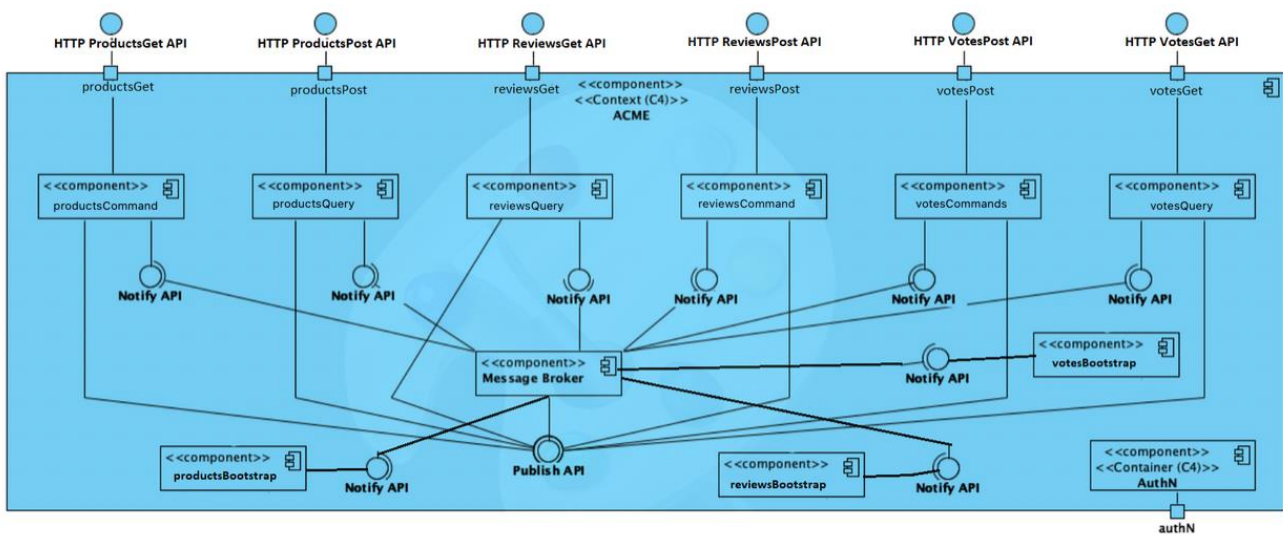 HTTP ProductsGet API
HTTP ProductsPost API
HTTP ReviewsGet API
HTTP ReviewsPost API
HTTP VotesPost API
HTTP VotesGet API
productsGet
productsPost
reviewsGet
<<component>>
<<Context (C4)>>
ACME
reviewsPost
votesPost
votesGet
<<component>>
productsCommand
<<component>>
productsQuery
<<component>>
reviewsQuery
<<component>>
reviewsCommand
<<component>>
votesCommands
<<component>>
votesQuery
Notify API
Notify API
Notify API
Notify API
Notify API
Notify API
<<component>>
Message Broker
Notify API
<<component>>
votesBootstrap
<<component>>
productsBootstrap
Notify API
Publish API
<<component>>
reviewsBootstrap
Notify API
<<component>>
<<Container (C4)>>
AuthN
authN